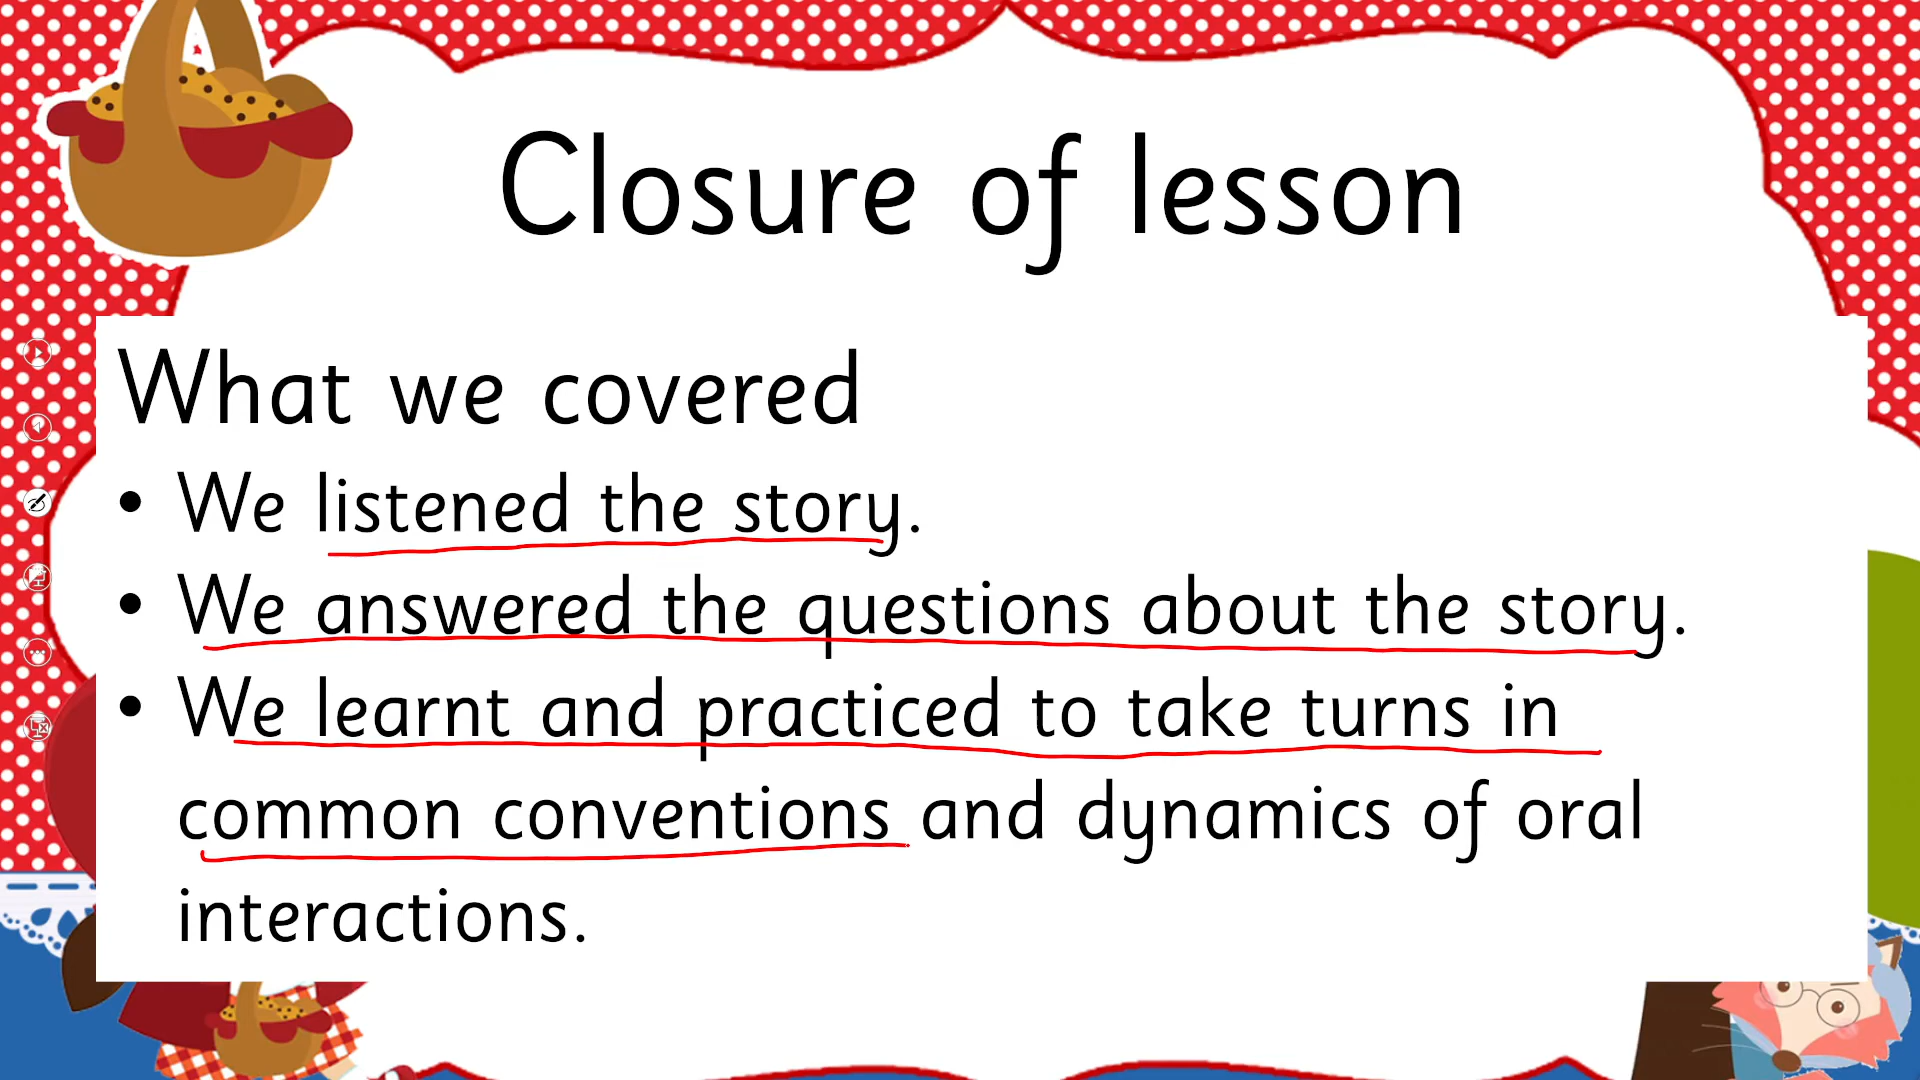 Closure of lesson
What we covered
• We listened the story.
• We answered the questions about the story.
• We learnt and practiced to take turns in
common conventions and dynamics of oral
interactions.